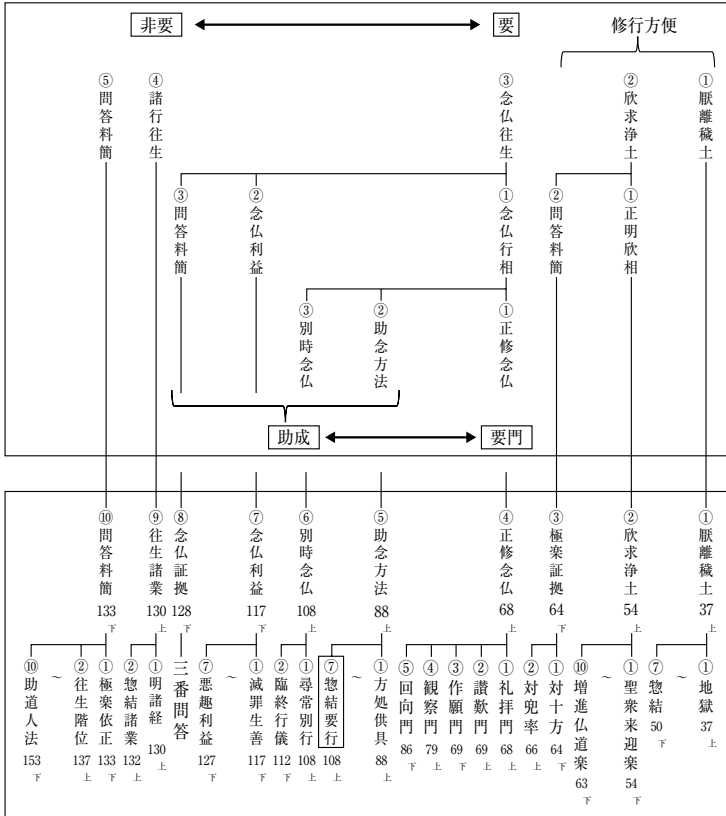 修行方便
要
非要
①厭離穢土
②欣求浄土
③念仏往生
④諸行往生
⑤問答料簡
①正明欣相
②問答料簡
①念仏行相
②念仏利益
③問答料簡
①正修念仏
②助念方法
③別時念仏
要門
助成
①厭離穢土 37上
②欣求浄土 54上
③極楽証拠 64下
④正修念仏 68上
⑤助念方法 88上
⑥別時念仏 108上
⑦念仏利益 117下
⑧念仏証拠 128下
⑨往生諸業 130上
⑩問答料簡 133下
①地獄 37上
~
⑦惣結 50下
①聖衆来迎楽 54下
~
⑩増進仏道楽 63下
①対十方 64下
②対兜率 66上
①礼拝門 68上
②讃歎門 69上
③作願門 69下
④観察門 79上
⑤回向門 86下
①方処供具 88上
~
⑦惣結要行 108上
①尋常別行 108上
②臨終行儀 112下
①滅罪生善 117下
~
⑦悪趣利益 127下
三番問答
①明諸経 130上
②惣結諸業 132上
①極楽依正 133下
②往生階位 137上
~
⑩助道人法 153下